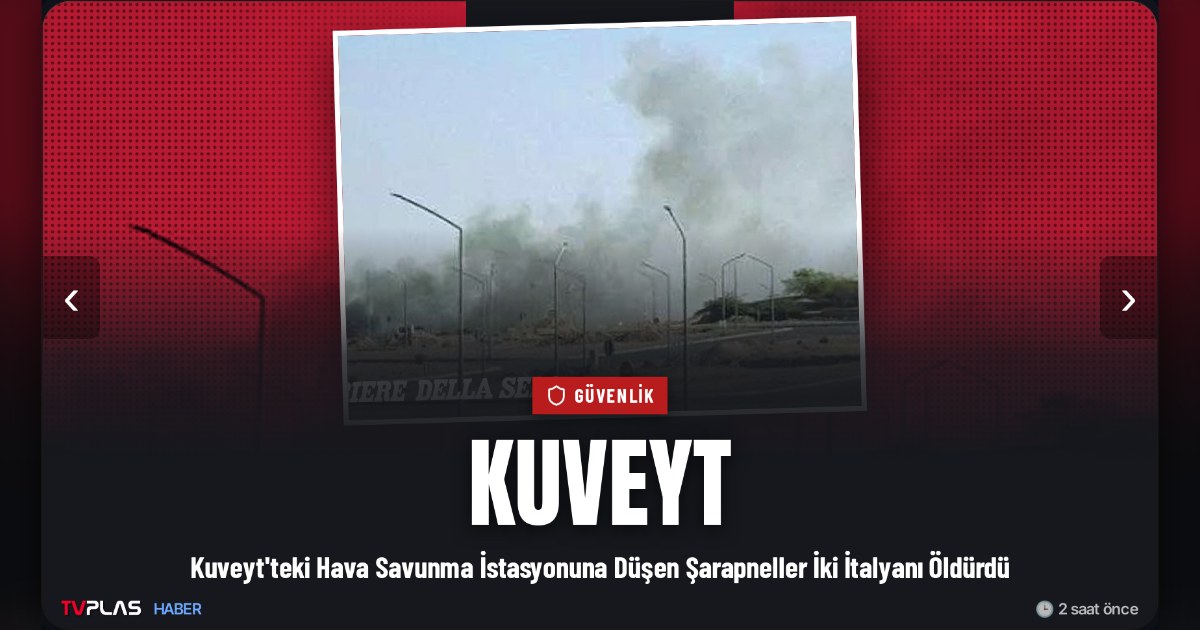 IERE DELLA SE
GÜVENLİK
KUVEYT
Kuveyt'teki Hava Savunma İstasyonuna Düşen Şarapneller İki İtalyanı Öldürdü
TVPLAS HABER
2 saat önce